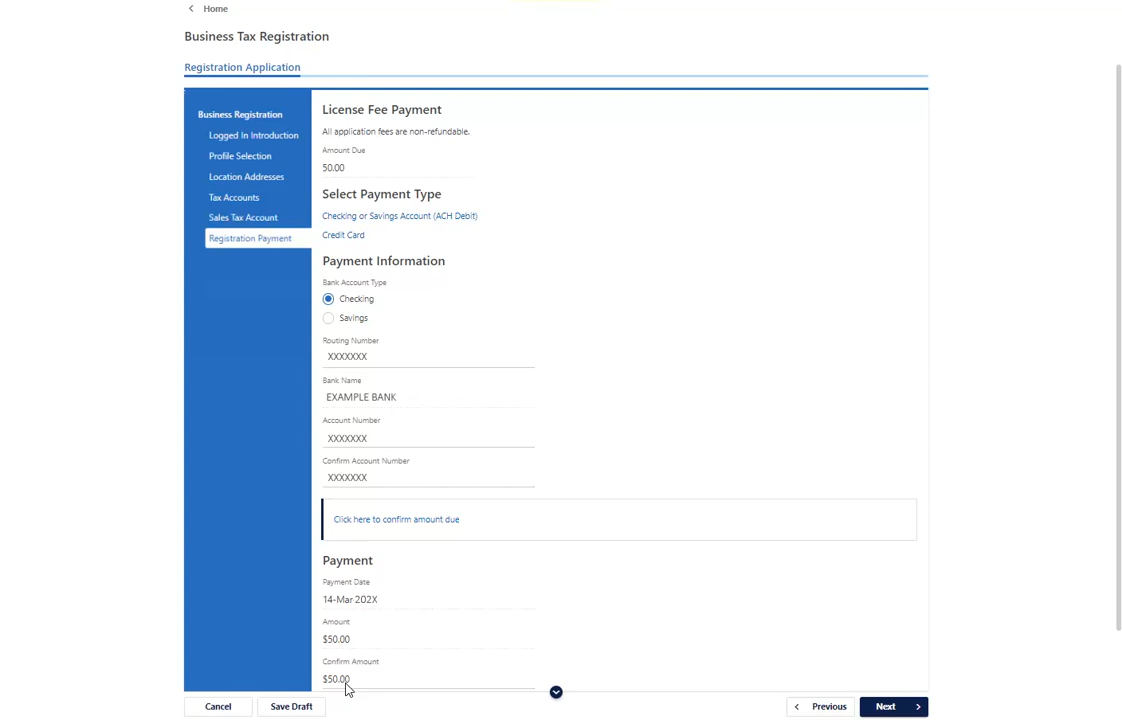 Home
Business Tax Registration
Registration Application
Business Registration
Logged In Introduction
Profile Selection
Location Addresses
Tax Accounts
Sales Tax Account
Registration Payment
License Fee Payment
All application fees are non-refundable.
Amount Due
50.00
Select Payment Type
Checking or Savings Account (ACH Debit)
Credit Card
Payment Information
Bank Account Type
Checking
Savings
Routing Number
XXXXXXX
Bank Name
EXAMPLE BANK
Account Number
XXXXXXX
Confirm Account Number
XXXXXXX
Click here to confirm amount due
Payment
Payment Date
14-Mar 202X
Amount
$50.00
Confirm Amount
$50.00
Cancel
Save Draft
Previous
Next